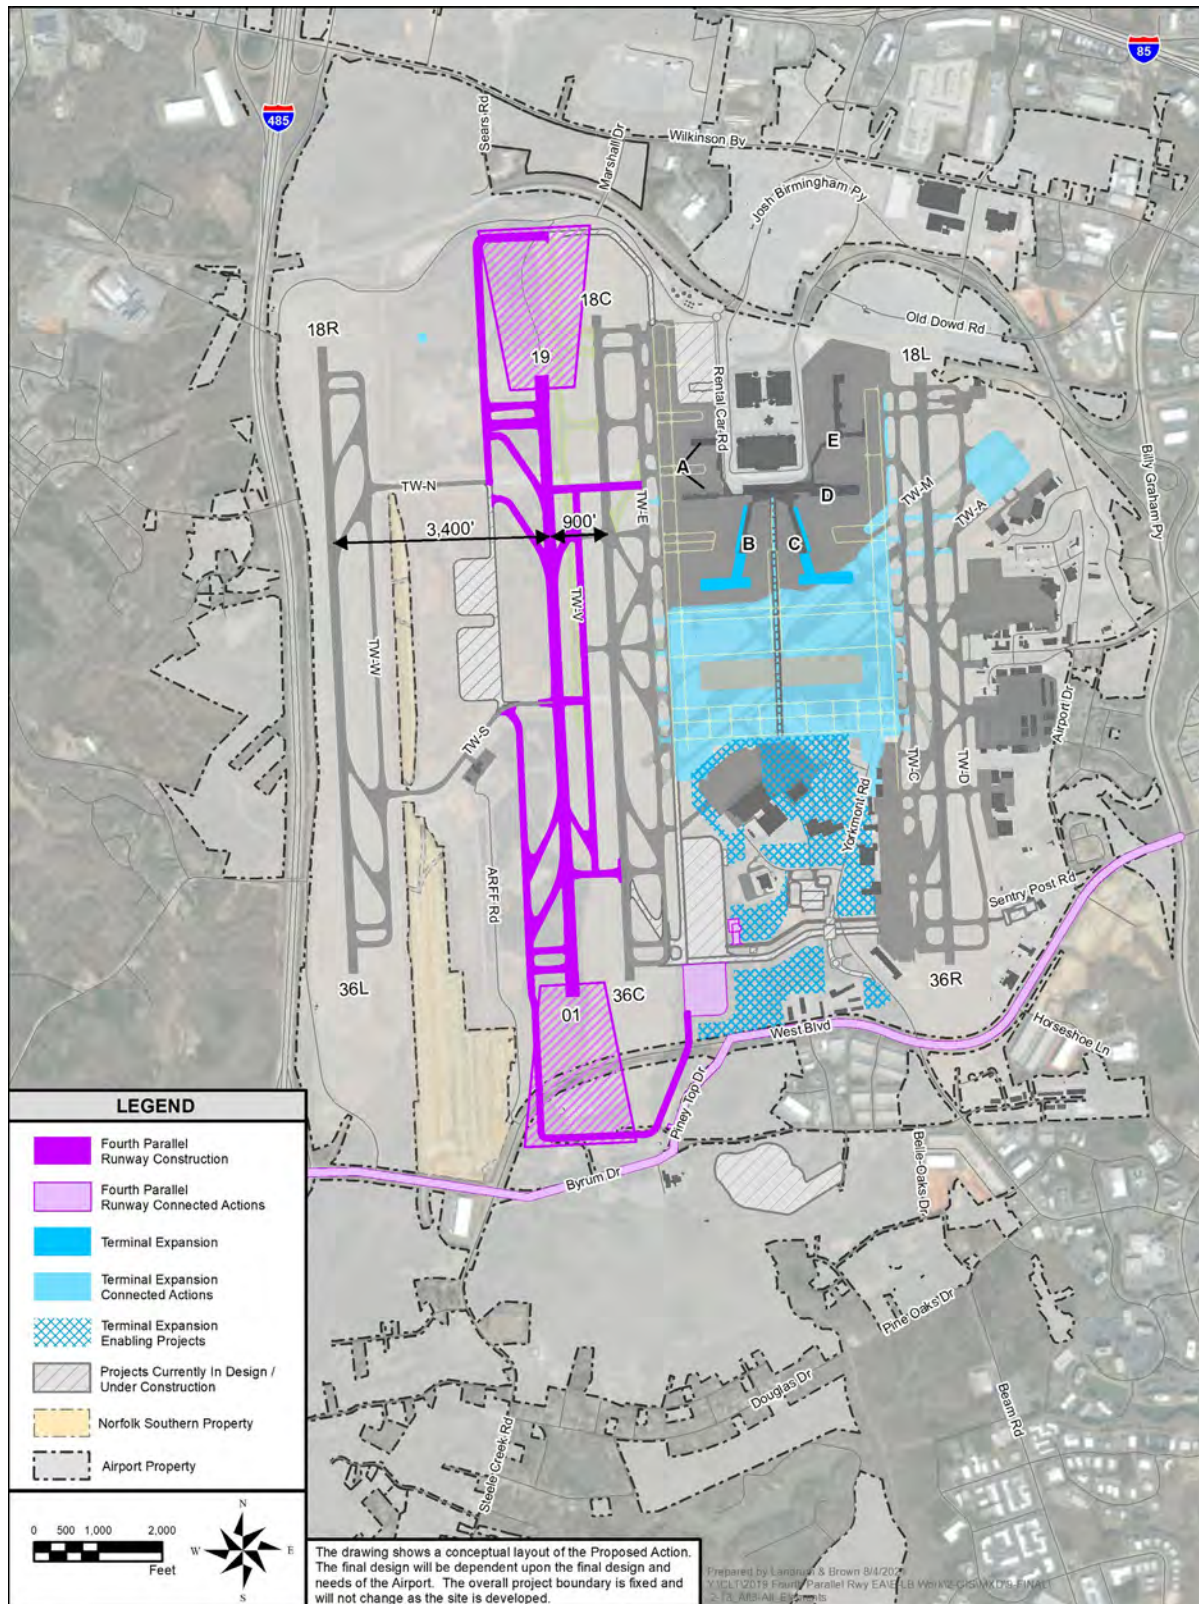 85
485
Sears Rd
Marshall Dr
Wilkinson Bv
Josh Birmingham Py
Old Dowd Rd
18R
18C
19
18L
Rental Car Rd
A
E
D
B
C
TW-N
TW-E
TW-M
TW-A
Billy Graham Py
3,400'
900'
TW-V
TW-W
TW-S
TW-C
TW-D
Airport Dr
Yorkmont Rd
ARFF Rd
Sentry Post Rd
36L
36C
36R
01
West Blvd
Horseshoe Ln
Piney Top Dr
Byrum Dr
Belle-Oaks Dr
Pine Oaks Dr
Douglas Dr
Steele Creek Rd
Beam Rd
LEGEND
Fourth Parallel
Runway Construction
Fourth Parallel
Runway Connected Actions
Terminal Expansion
Terminal Expansion
Connected Actions
Terminal Expansion
Enabling Projects
Projects Currently In Design /
Under Construction
Norfolk Southern Property
Airport Property
0 500 1,000 2,000
Feet
N
W E
S
The drawing shows a conceptual layout of the Proposed Action.
The final design will be dependent upon the final design and
needs of the Airport. The overall project boundary is fixed and
will not change as the site is developed.
Prepared by Landrum & Brown